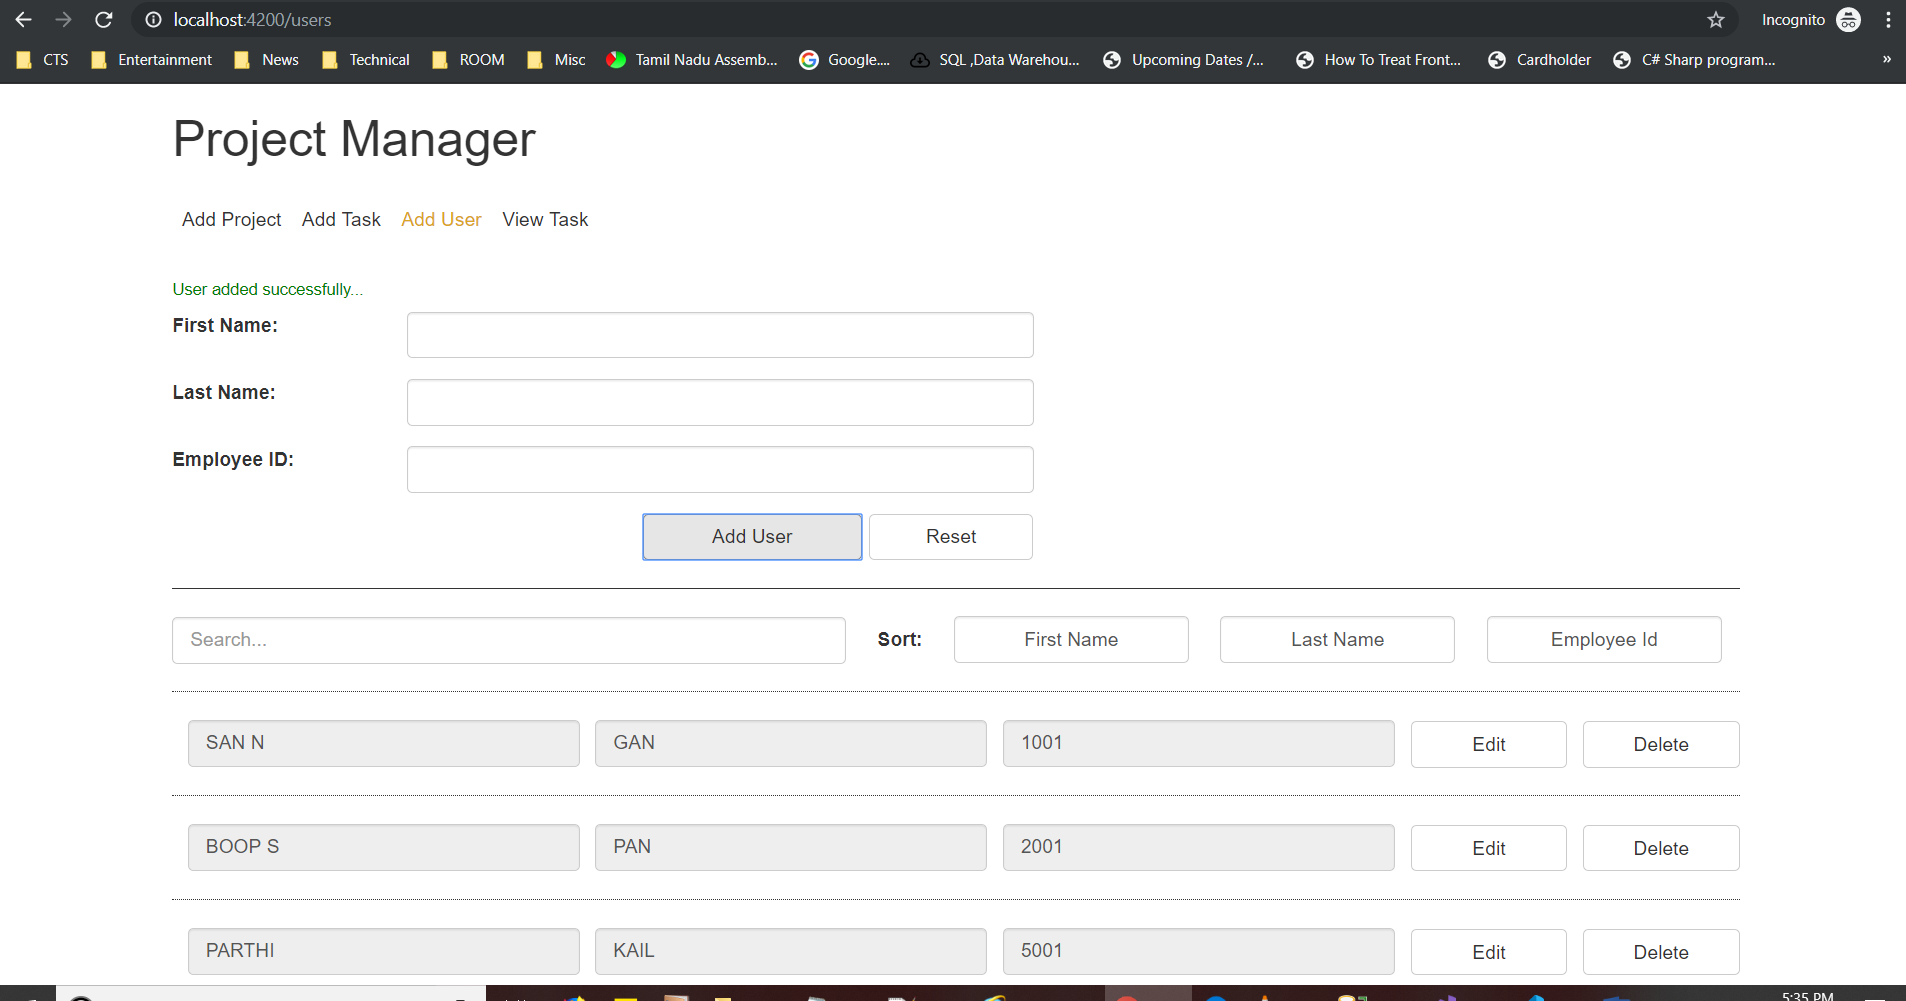 localhost:4200/users Incognito
CTS Entertainment News Technical ROOM Misc Tamil Nadu Assemb... Google.... SQL ,Data Warehou... Upcoming Dates /... How To Treat Front... Cardholder C# Sharp program... »
Project Manager
Add Project Add Task Add User View Task
User added successfully...
First Name:
Last Name:
Employee ID:
Add User Reset
Search... Sort: First Name Last Name Employee Id
SAN N GAN 1001 Edit Delete
BOOP S PAN 2001 Edit Delete
PARTHI KAIL 5001 Edit Delete
5:35 PM